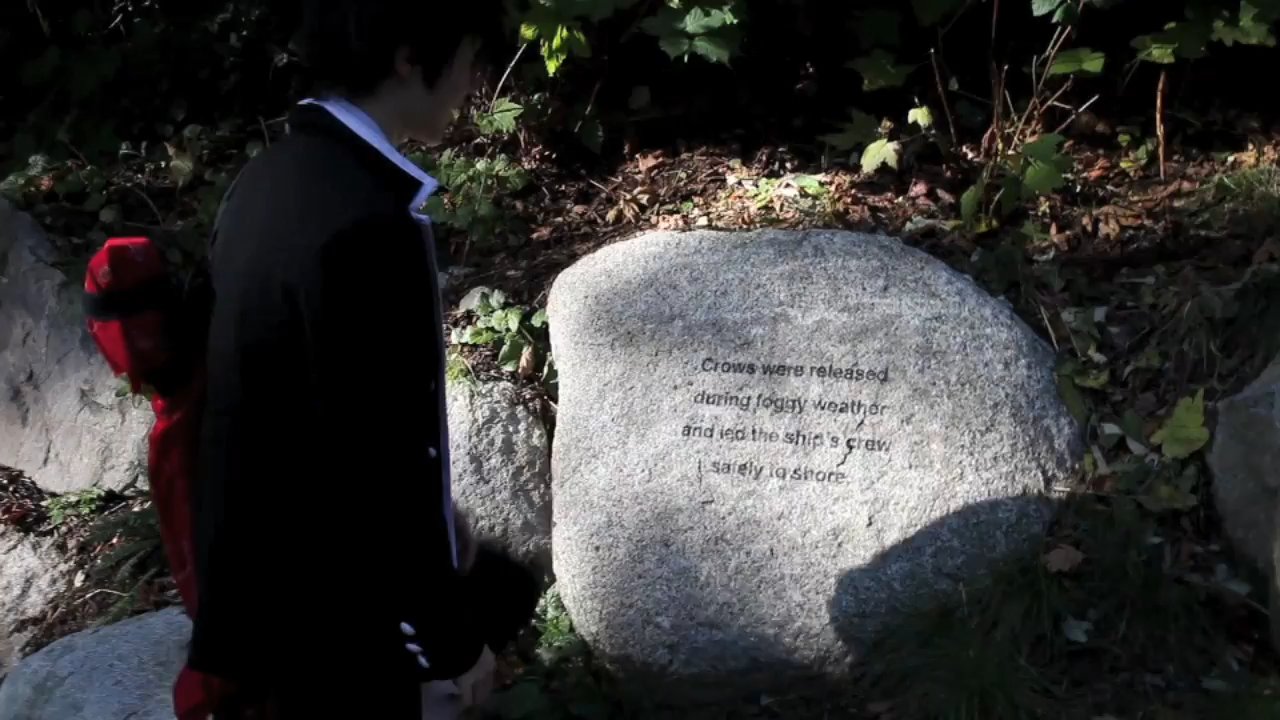 Crows were released
during foggy weather
and led the ship's crew
safely to shore